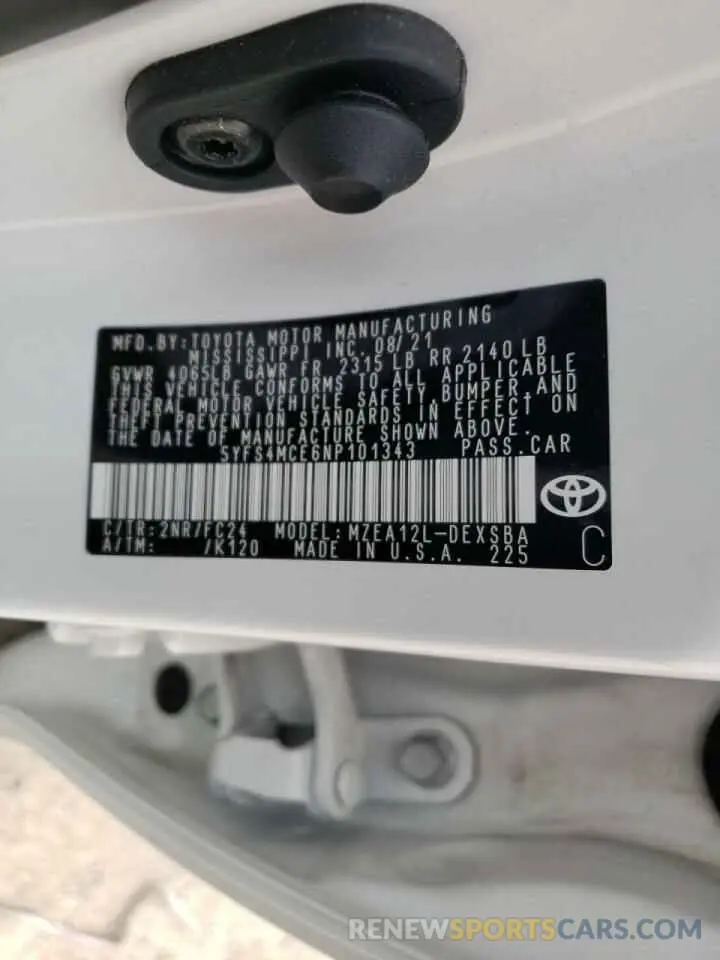 MFD.BY:TOYOTA MOTOR MANUFACTURING
MISSISSIPPI INC. 08/21
GVWR 4065LB GAWR FR 2315 LB RR 2140 LB
THIS VEHICLE CONFORMS TO ALL APPLICABLE
FEDERAL MOTOR VEHICLE SAFETY,BUMPER,AND
THEFT PREVENTION STANDARDS IN EFFECT ON
THE DATE OF MANUFACTURE SHOWN ABOVE.
5YFS4MCE6NP101343 PASS.CAR
C/TR:2NR/FC24 MODEL:MZEA12L-DEXSBA
A/TM: /K120 MADE IN U.S.A. 225 C
RENEWSPORTSCARS.COM